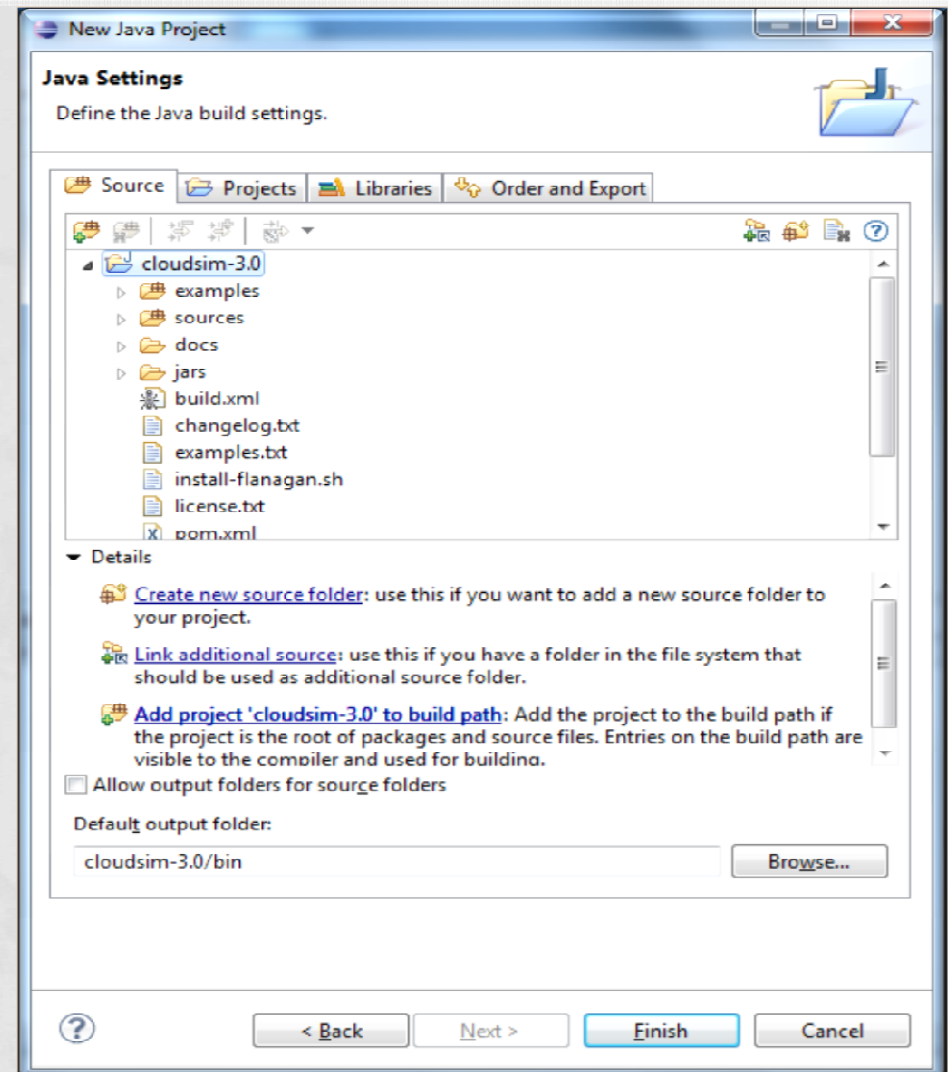 New Java Project
Java Settings
Define the Java build settings.
Source Projects Libraries Order and Export
cloudsim-3.0
examples
sources
docs
jars
build.xml
changelog.txt
examples.txt
install-flanagan.sh
license.txt
pom.xml
Details
Create new source folder: use this if you want to add a new source folder to
your project.
Link additional source: use this if you have a folder in the file system that
should be used as additional source folder.
Add project 'cloudsim-3.0' to build path: Add the project to the build path if
the project is the root of packages and source files. Entries on the build path are
visible to the compiler and used for building.
Allow output folders for source folders
Default output folder:
cloudsim-3.0/bin
Browse...
< Back
Next >
Finish
Cancel